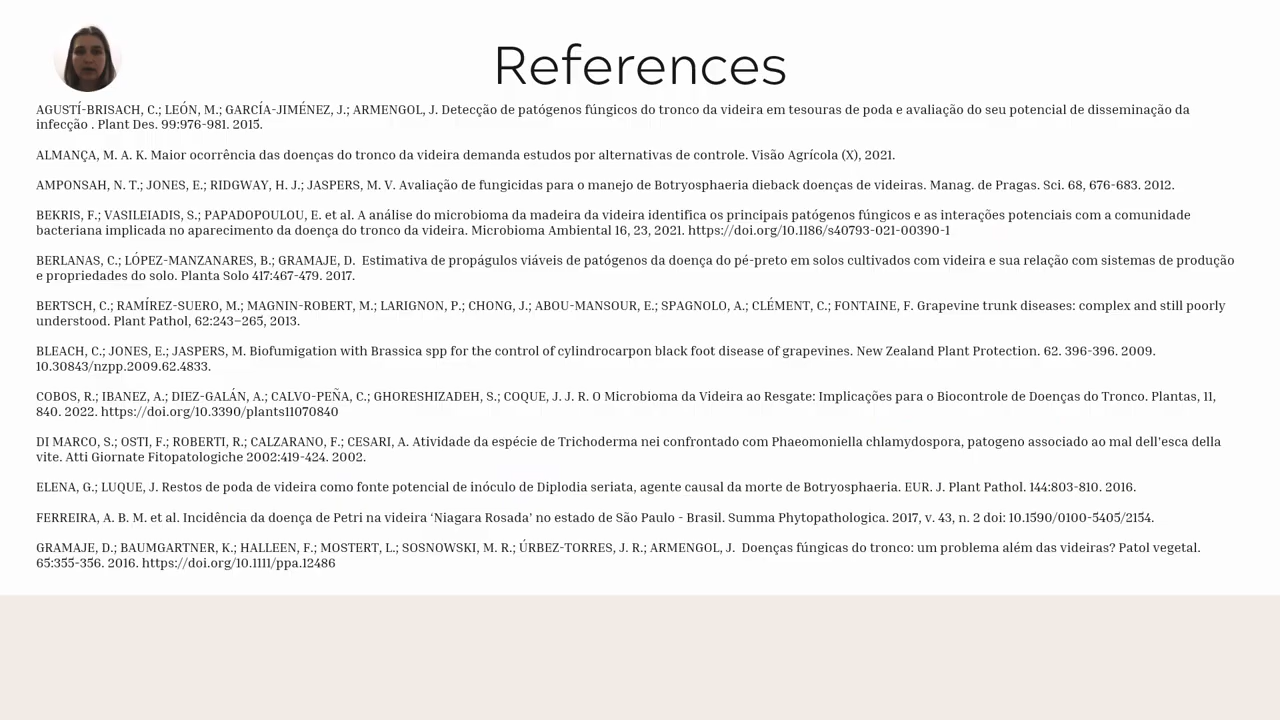 References
AGUSTÍ-BRISACH, C.; LEÓN, M.; GARCÍA-JIMÉNEZ, J.; ARMENGOL, J. Detecção de patógenos fúngicos do tronco da videira em tesouras de poda e avaliação do seu potencial de disseminação da
infecção . Plant Des. 99:976-981. 2015.
ALMANÇA, M. A. K. Maior ocorrência das doenças do tronco da videira demanda estudos por alternativas de controle. Visão Agrícola (X), 2021.
AMPONSAH, N. T.; JONES, E.; RIDGWAY, H. J.; JASPERS, M. V. Avaliação de fungicidas para o manejo de Botryosphaeria dieback doenças de videiras. Manag. de Pragas. Sci. 68, 676-683. 2012.
BEKRIS, F.; VASILEIADIS, S.; PAPADOPOULOU, E. et al. A análise do microbioma da madeira da videira identifica os principais patógenos fúngicos e as interações potenciais com a comunidade
bacteriana implicada no aparecimento da doença do tronco da videira. Microbioma Ambiental 16, 23, 2021. https://doi.org/10.1186/s40793-021-00390-1
BERLANAS, C.; LÓPEZ-MANZANARES, B.; GRAMAJE, D.  Estimativa de propágulos viáveis de patógenos da doença do pé-preto em solos cultivados com videira e sua relação com sistemas de produção
e propriedades do solo. Planta Solo 417:467-479. 2017.
BERTSCH, C.; RAMÍREZ-SUERO, M.; MAGNIN-ROBERT, M.; LARIGNON, P.; CHONG, J.; ABOU-MANSOUR, E.; SPAGNOLO, A.; CLÉMENT, C.; FONTAINE, F. Grapevine trunk diseases: complex and still poorly
understood. Plant Pathol, 62:243–265, 2013.
BLEACH, C.; JONES, E.; JASPERS, M. Biofumigation with Brassica spp for the control of cylindrocarpon black foot disease of grapevines. New Zealand Plant Protection. 62. 396-396. 2009.
10.30843/nzpp.2009.62.4833.
COBOS, R.; IBANEZ, A.; DIEZ-GALÁN, A.; CALVO-PEÑA, C.; GHORESHIZADEH, S.; COQUE, J. J. R. O Microbioma da Videira ao Resgate: Implicações para o Biocontrole de Doenças do Tronco. Plantas, 11,
840. 2022. https://doi.org/10.3390/plants11070840
DI MARCO, S.; OSTI, F.; ROBERTI, R.; CALZARANO, F.; CESARI, A. Atividade da espécie de Trichoderma nei confrontado com Phaeomoniella chlamydospora, patogeno associado ao mal dell'esca della
vite. Atti Giornate Fitopatologiche 2002:419-424. 2002.
ELENA, G.; LUQUE, J. Restos de poda de videira como fonte potencial de inóculo de Diplodia seriata, agente causal da morte de Botryosphaeria. EUR. J. Plant Pathol. 144:803-810. 2016.
FERREIRA, A. B. M. et al. Incidência da doença de Petri na videira ‘Niagara Rosada’ no estado de São Paulo - Brasil. Summa Phytopathologica. 2017, v. 43, n. 2 doi: 10.1590/0100-5405/2154.
GRAMAJE, D.; BAUMGARTNER, K.; HALLEEN, F.; MOSTERT, L.; SOSNOWSKI, M. R.; ÚRBEZ-TORRES, J. R.; ARMENGOL, J.  Doenças fúngicas do tronco: um problema além das videiras? Patol vegetal.
65:355-356. 2016. https://doi.org/10.1111/ppa.12486